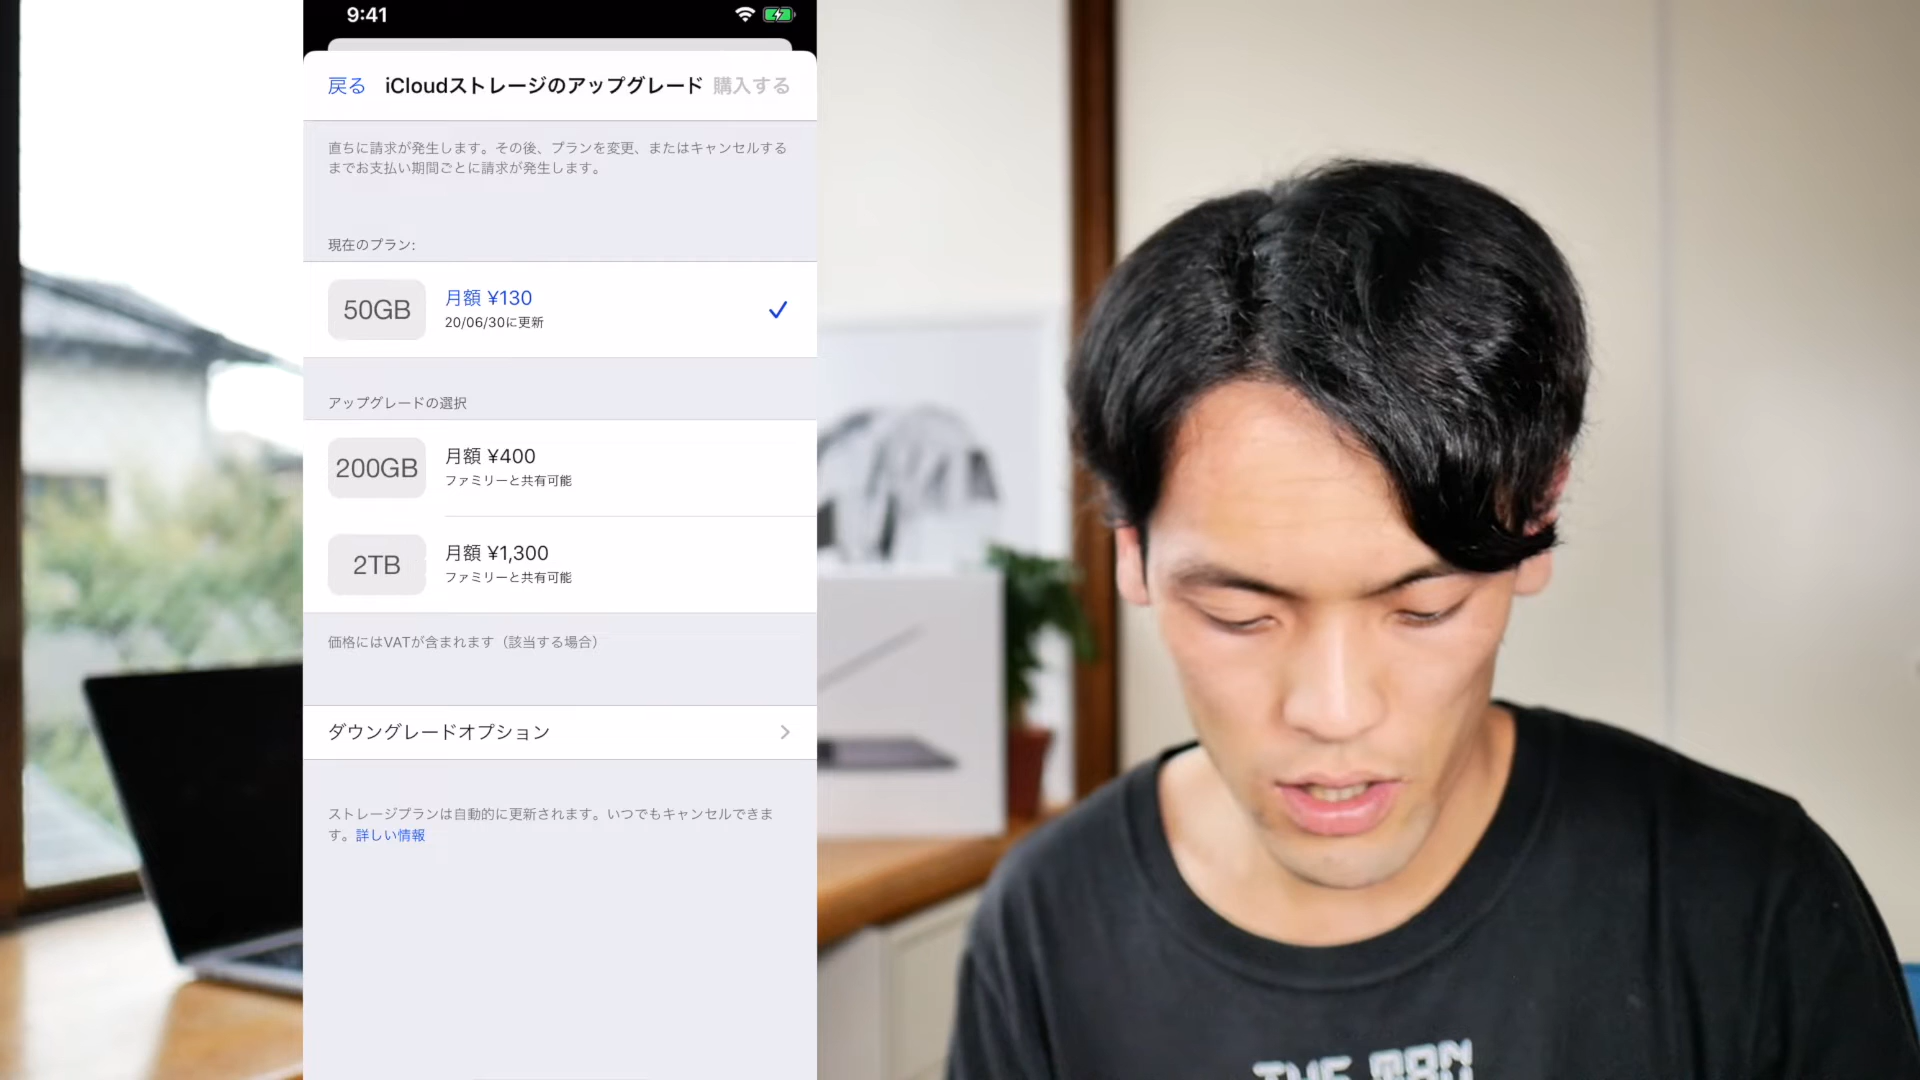 9:41
戻る iCloudストレージのアップグレード 購入する
直ちに請求が発生します。その後、プランを変更、またはキャンセルする
までお支払い期間ごとに請求が発生します。
現在のプラン:
50GB 月額 ¥130
20/06/30に更新
アップグレードの選択
200GB 月額 ¥400
ファミリーと共有可能
2TB 月額 ¥1,300
ファミリーと共有可能
価格にはVATが含まれます（該当する場合）
ダウングレードオプション
ストレージプランは自動的に更新されます。いつでもキャンセルできま
す。詳しい情報
THE